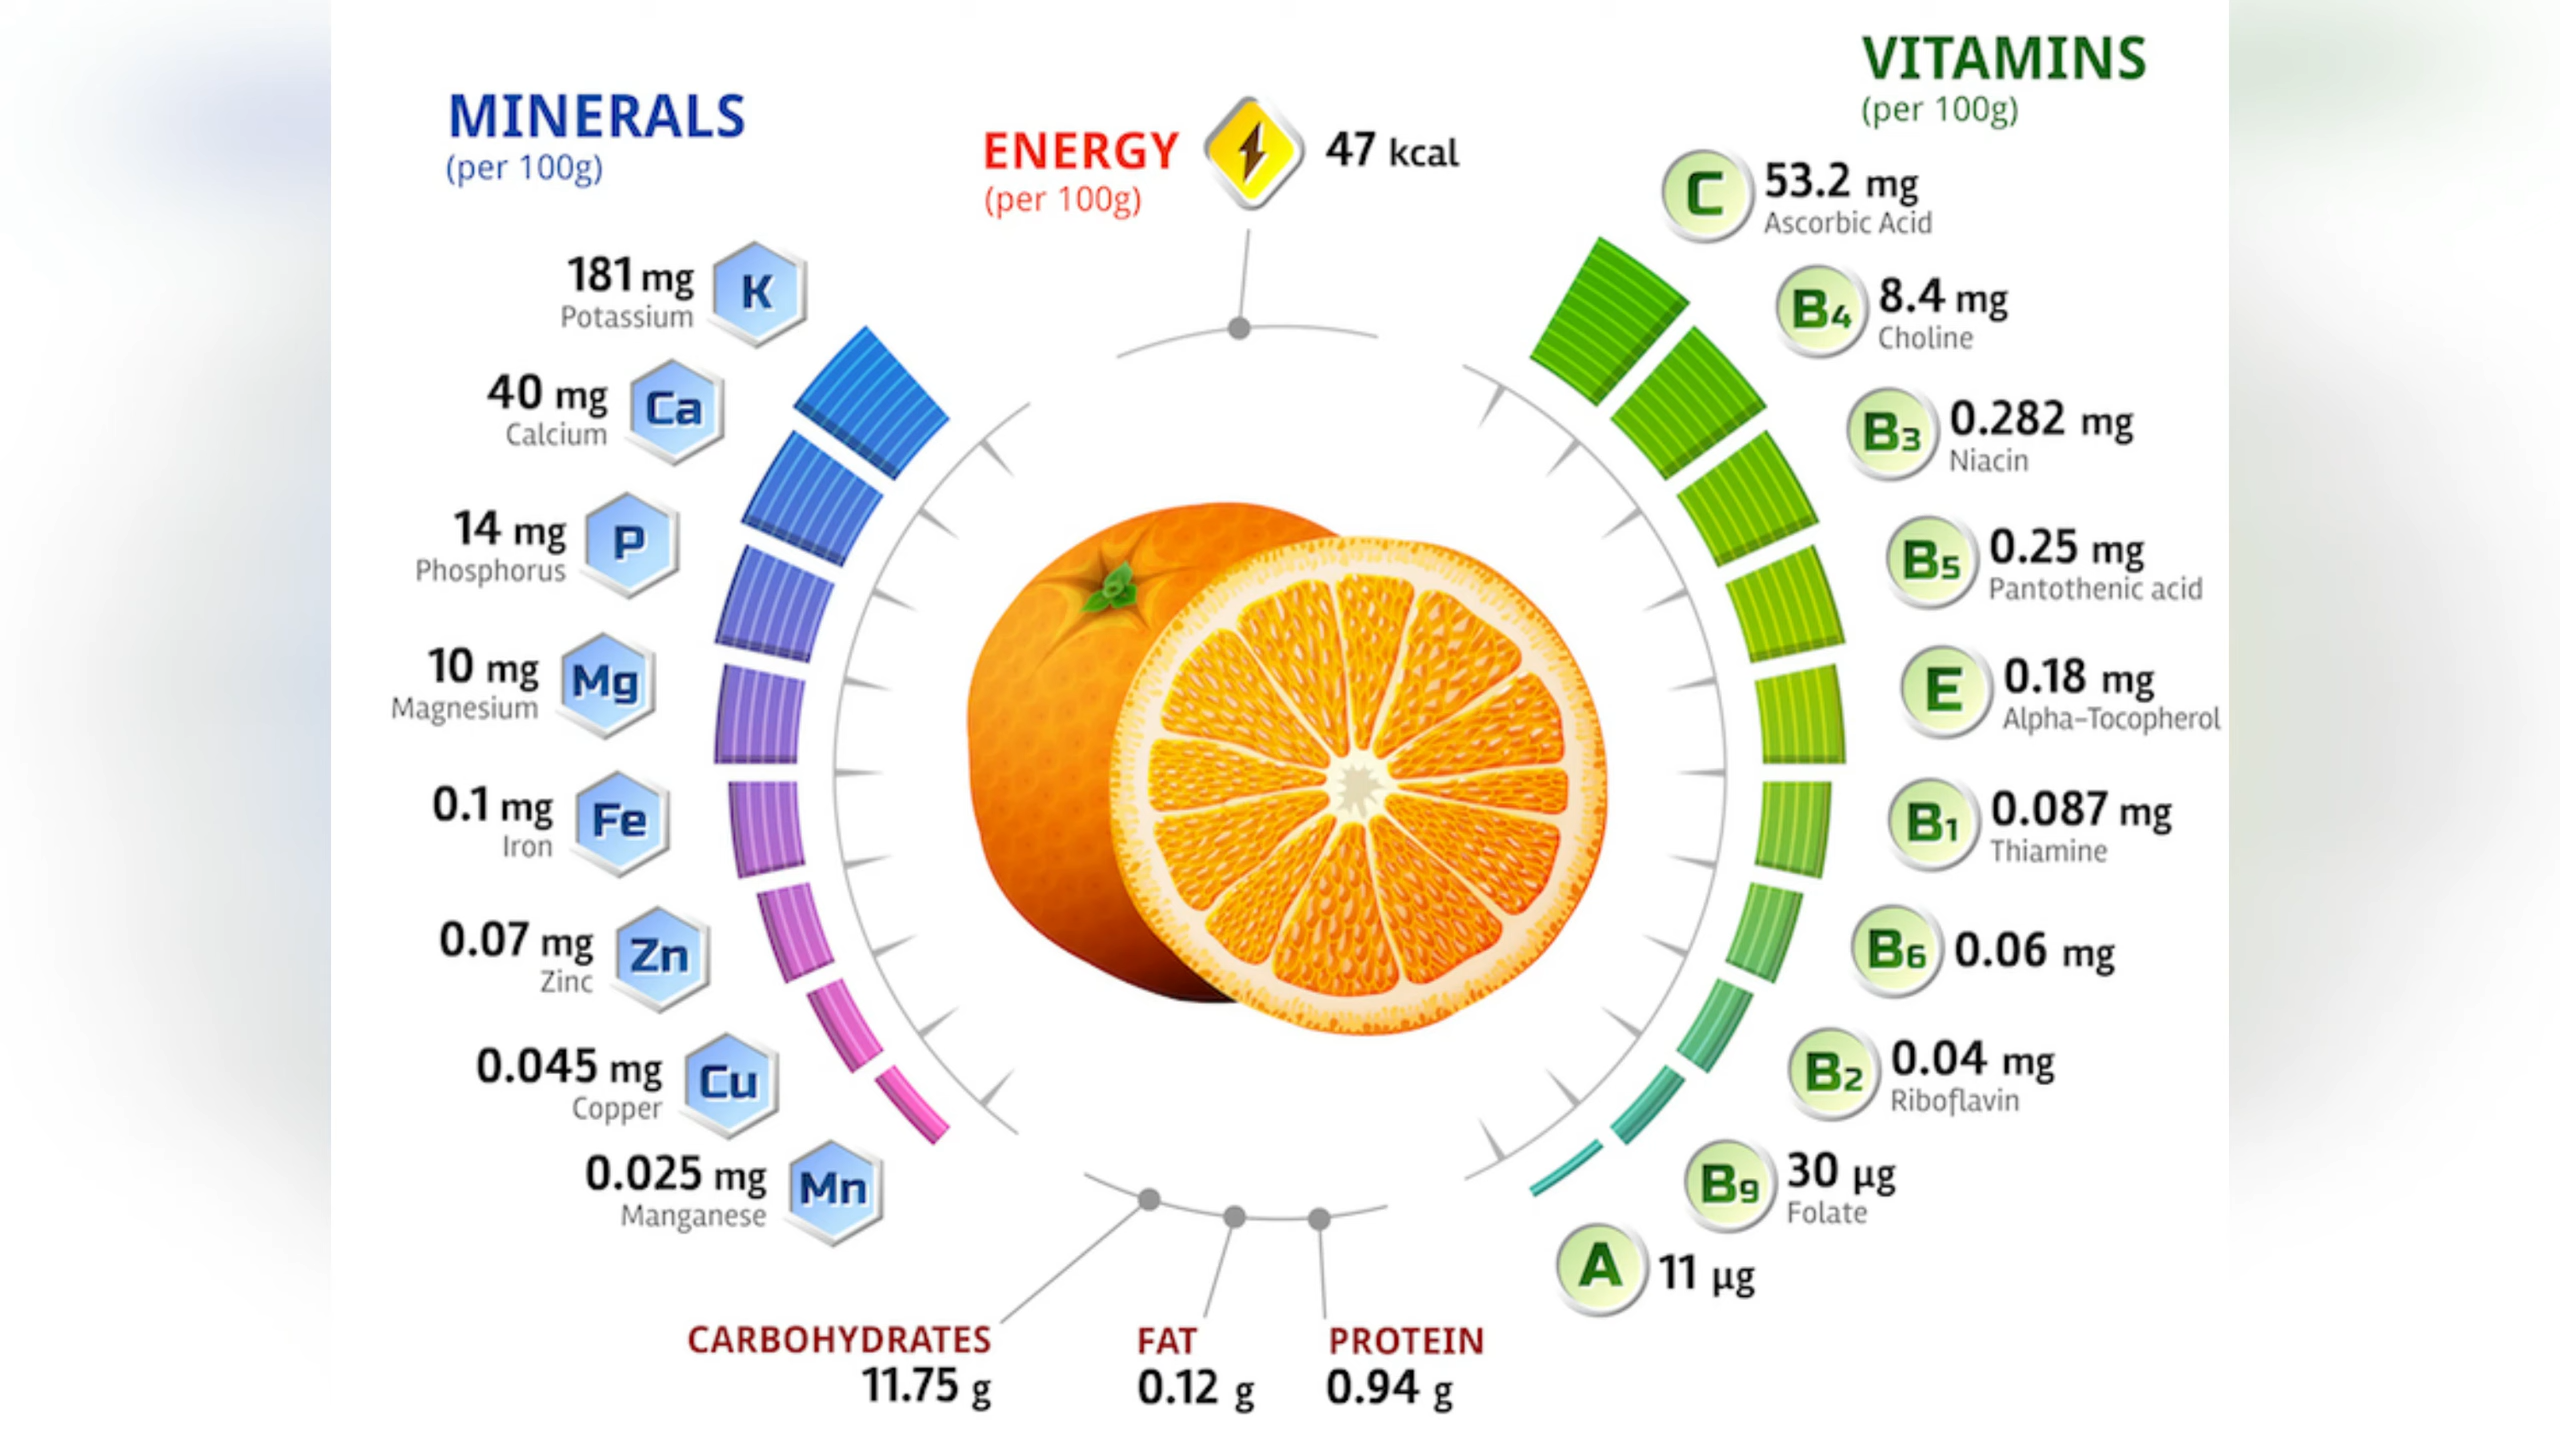 MINERALS
(per 100g)
181 mg
Potassium
K
40 mg
Calcium
Ca
14 mg
Phosphorus
P
10 mg
Magnesium
Mg
0.1 mg
Iron
Fe
0.07 mg
Zinc
Zn
0.045 mg
Copper
Cu
0.025 mg
Manganese
Mn
ENERGY
(per 100g)
47 kcal
VITAMINS
(per 100g)
C
53.2 mg
Ascorbic Acid
B4
8.4 mg
Choline
B3
0.282 mg
Niacin
B5
0.25 mg
Pantothenic acid
E
0.18 mg
Alpha-Tocopherol
B1
0.087 mg
Thiamine
B6
0.06 mg
B2
0.04 mg
Riboflavin
B9
30 µg
Folate
A
11 µg
CARBOHYDRATES
11.75 g
FAT
0.12 g
PROTEIN
0.94 g